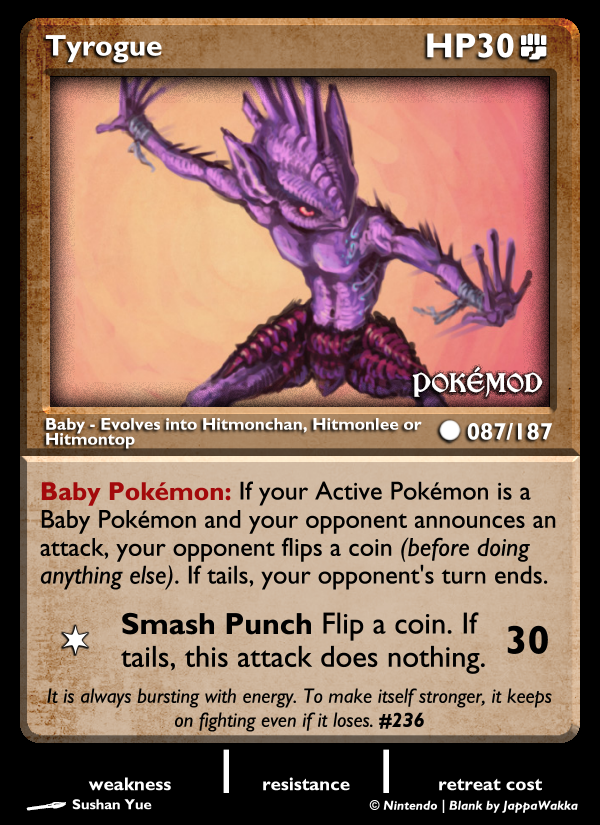 Tyrogue HP30
POKÉMOD
Baby - Evolves into Hitmonchan, Hitmonlee or
Hitmontop
087/187
Baby Pokémon: If your Active Pokémon is a
Baby Pokémon and your opponent announces an
attack, your opponent flips a coin (before doing
anything else). If tails, your opponent's turn ends.
Smash Punch Flip a coin. If
tails, this attack does nothing.
30
It is always bursting with energy. To make itself stronger, it keeps
on fighting even if it loses. #236
weakness resistance retreat cost
Sushan Yue © Nintendo | Blank by JappaWakka